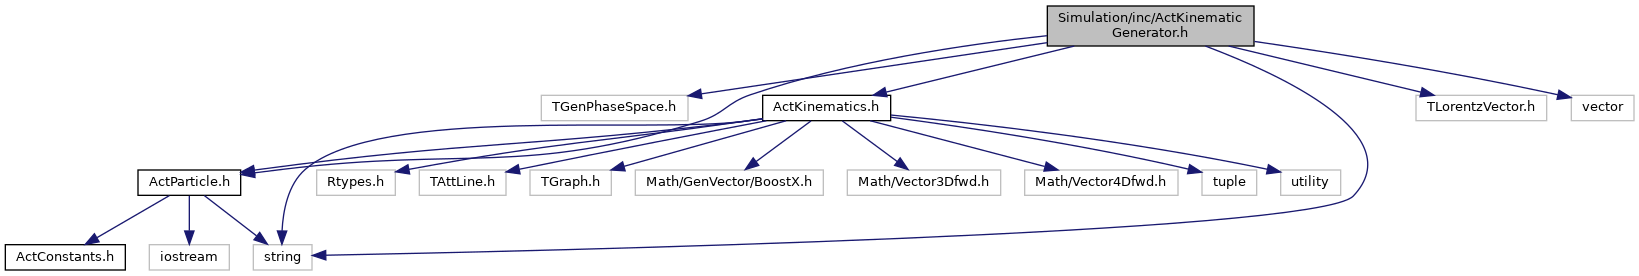 Simulation/inc/ActKinematic
Generator.h
TGenPhaseSpace.h
ActKinematics.h
TLorentzVector.h
vector
ActParticle.h
Rtypes.h
TAttLine.h
TGraph.h
Math/GenVector/BoostX.h
Math/Vector3Dfwd.h
Math/Vector4Dfwd.h
tuple
utility
ActConstants.h
iostream
string